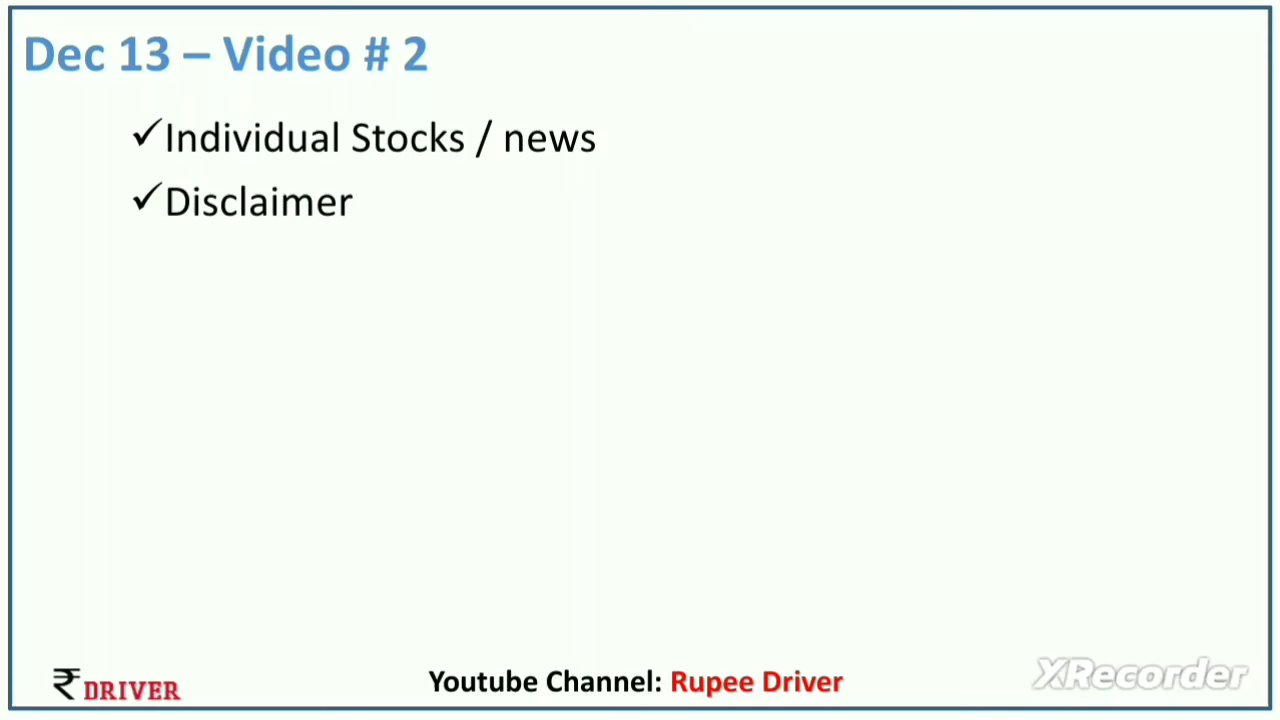 Dec 13 – Video # 2
✓Individual Stocks / news
✓Disclaimer
₹ DRIVER
Youtube Channel: Rupee Driver
XRecorder